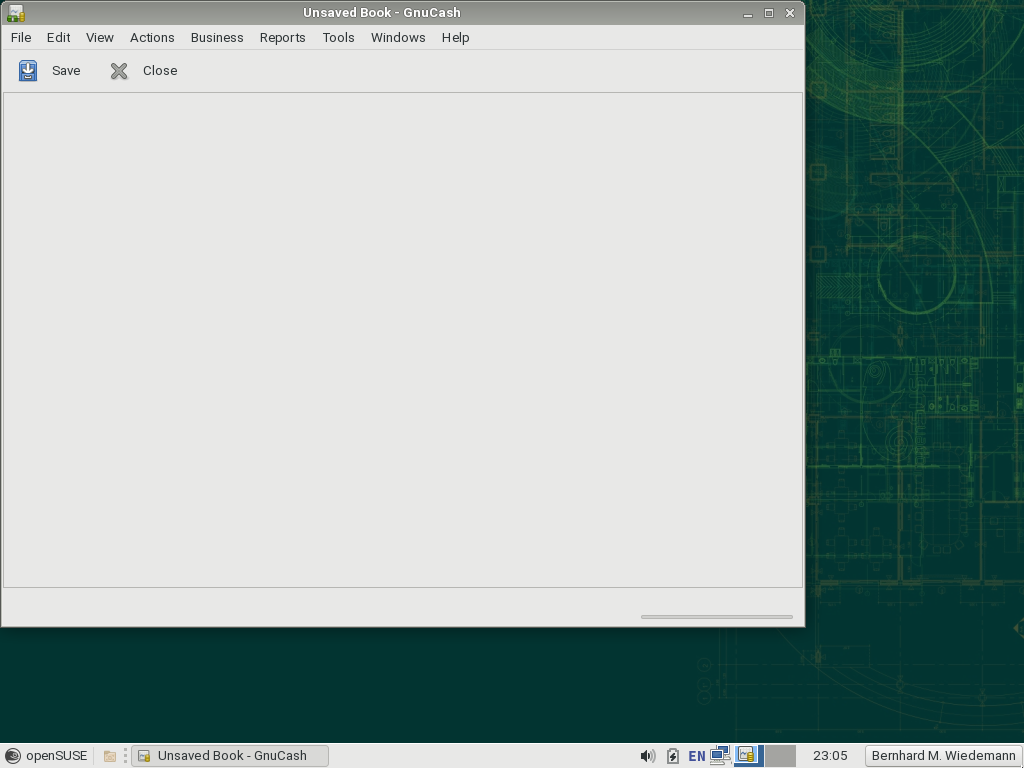 Unsaved Book - GnuCash
File Edit View Actions Business Reports Tools Windows Help
Save Close
openSUSE Unsaved Book - GnuCash EN 23:05 Bernhard M. Wiedemann